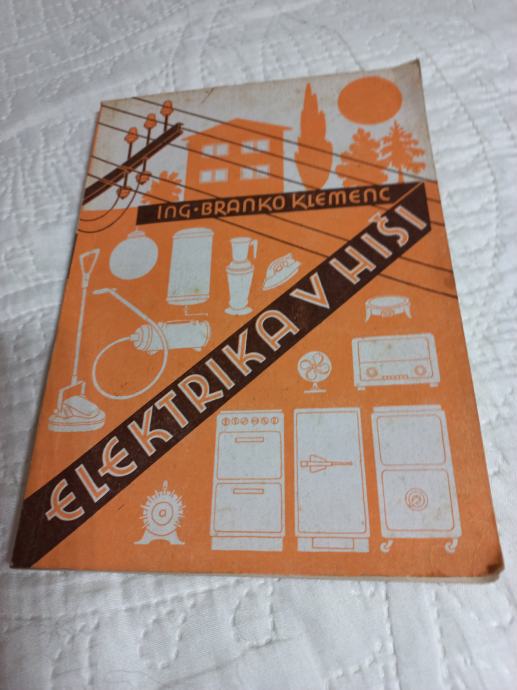 ING. BRANKO KLEMENC
ELEKTRIKA V HIŠI
a